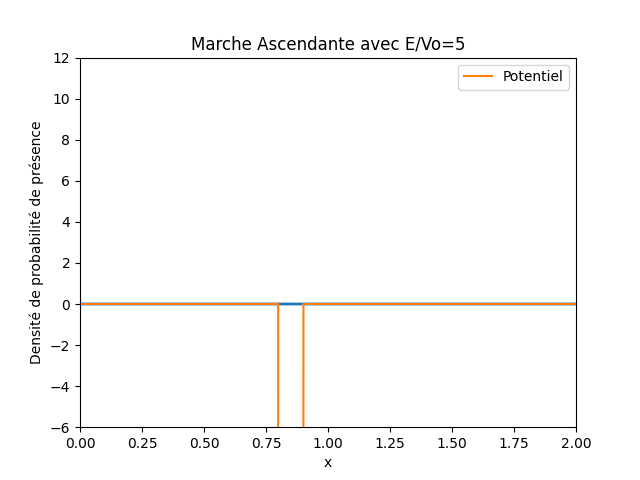 Marche Ascendante avec E/Vo=5
Potentiel
Densité de probabilité de présence
12
10
8
6
4
2
0
−2
−4
−6
0.00 0.25 0.50 0.75 1.00 1.25 1.50 1.75 2.00
x